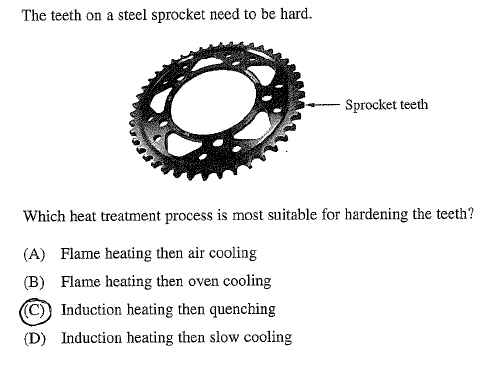 The teeth on a steel sprocket need to be hard.
Sprocket teeth
Which heat treatment process is most suitable for hardening the teeth?
(A) Flame heating then air cooling
(B) Flame heating then oven cooling
(C) Induction heating then quenching
(D) Induction heating then slow cooling